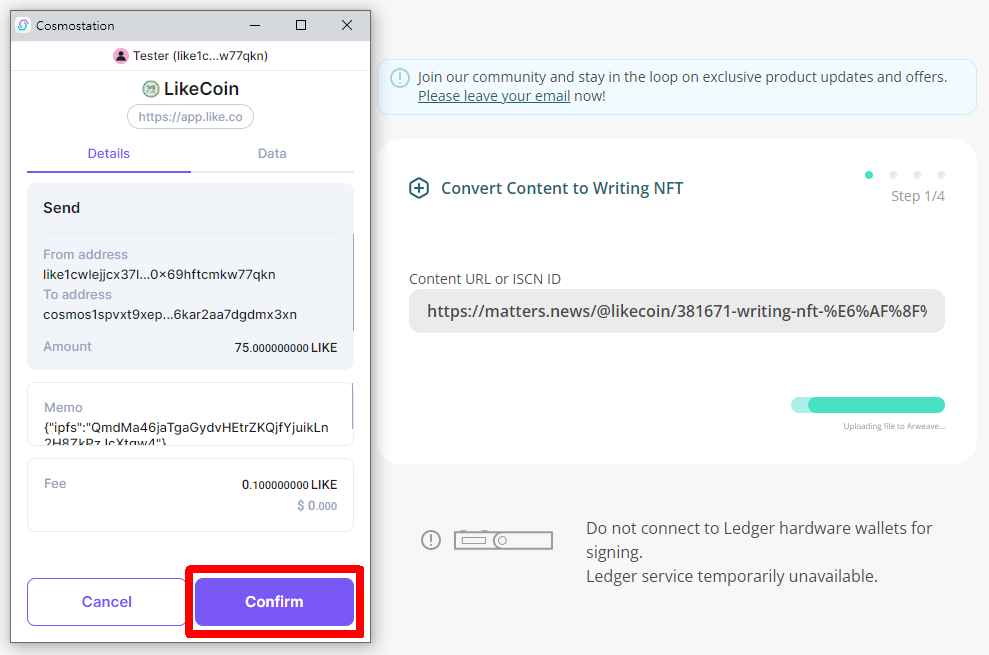 Cosmostation
Tester (like1c...w77qkn)
LikeCoin
https://app.like.co
Details
Data
Send
From address
like1cwlejjcx37l...0×69hftcmkw77qkn
To address
cosmos1spvxt9xep...6kar2aa7dgdmx3xn
Amount
75.000000000 LIKE
Memo
{"ipfs":"QmdMa46jaTgaGydvHEtrZKQjfYjuikLn
Fee
0.100000000 LIKE
$ 0.000
Cancel
Confirm
Join our community and stay in the loop on exclusive product updates and offers.
Please leave your email now!
Convert Content to Writing NFT
Step 1/4
Content URL or ISCN ID
https://matters.news/@likecoin/381671-writing-nft-%E6%AF%8F%
Uploading file to Arweave...
Do not connect to Ledger hardware wallets for
signing.
Ledger service temporarily unavailable.